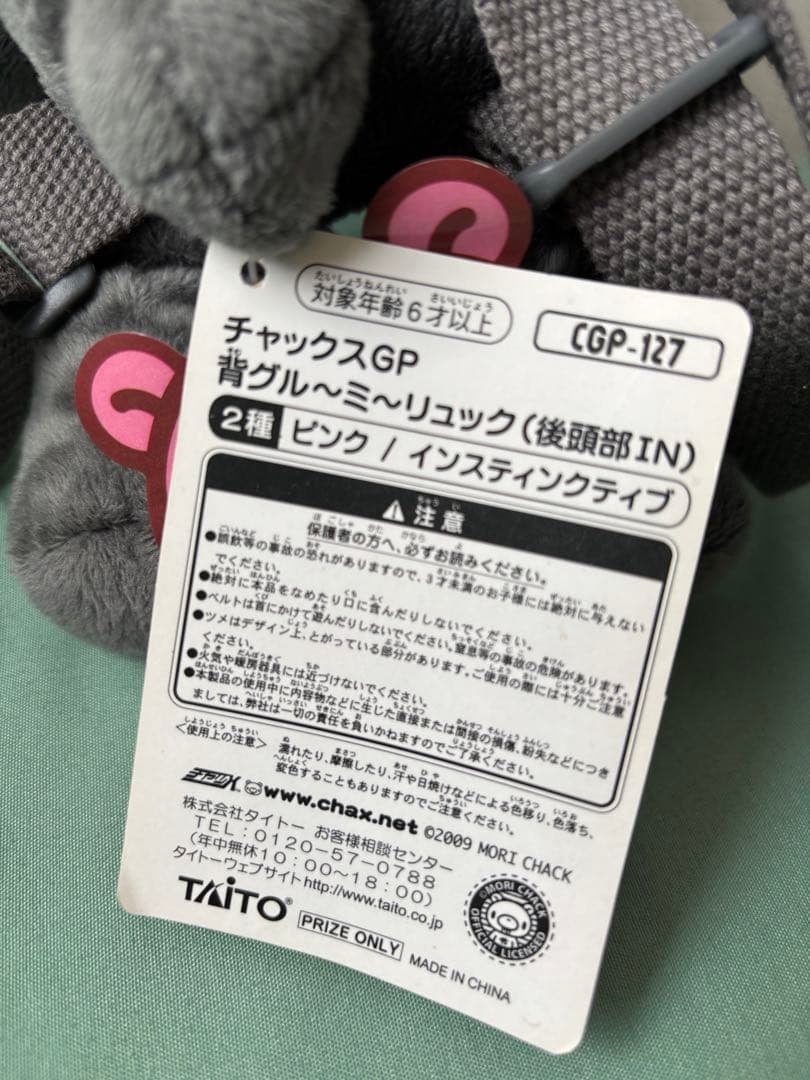 対象年齢6才以上
CGP-127
チャックスGP
背グル〜ミ〜リュック(後頭部IN)
2種 ピンク / インスティンクティブ
注意
保護者の方へ、必ずお読みください。
●誤飲等の事故の恐れがありますので、3才未満のお子様には絶対に与えない
でください。
●絶対に本品をなめたり口に含んだりしないでください。
●ベルトは首にかけて遊んだりしないでください。窒息等の事故の危険があります。
●ツメはデザイン上、とがっている部分があります。ご使用の際には十分ご注意
ください。
●火気や暖房器具には近づけないでください。
●本製品の使用中に内容物などに生じた直接または間接の損傷、紛失などにつき
ましては、弊社は一切の責任を負いかねますのでご了承ください。
〈使用上の注意〉 濡れたり、摩擦したり、汗や日焼けなどによる色移り、色落ち、
変色することもありますのでご注意ください。
www.chax.net ©2009 MORI CHACK
株式会社タイトー お客様相談センター
TEL:0120-57-0788
(年中無休10:00〜18:00)
タイトーウェブサイトhttp://www.taito.co.jp
TAITO® PRIZE ONLY MADE IN CHINA
©MORI CHACK
OFFICIAL LICENSED